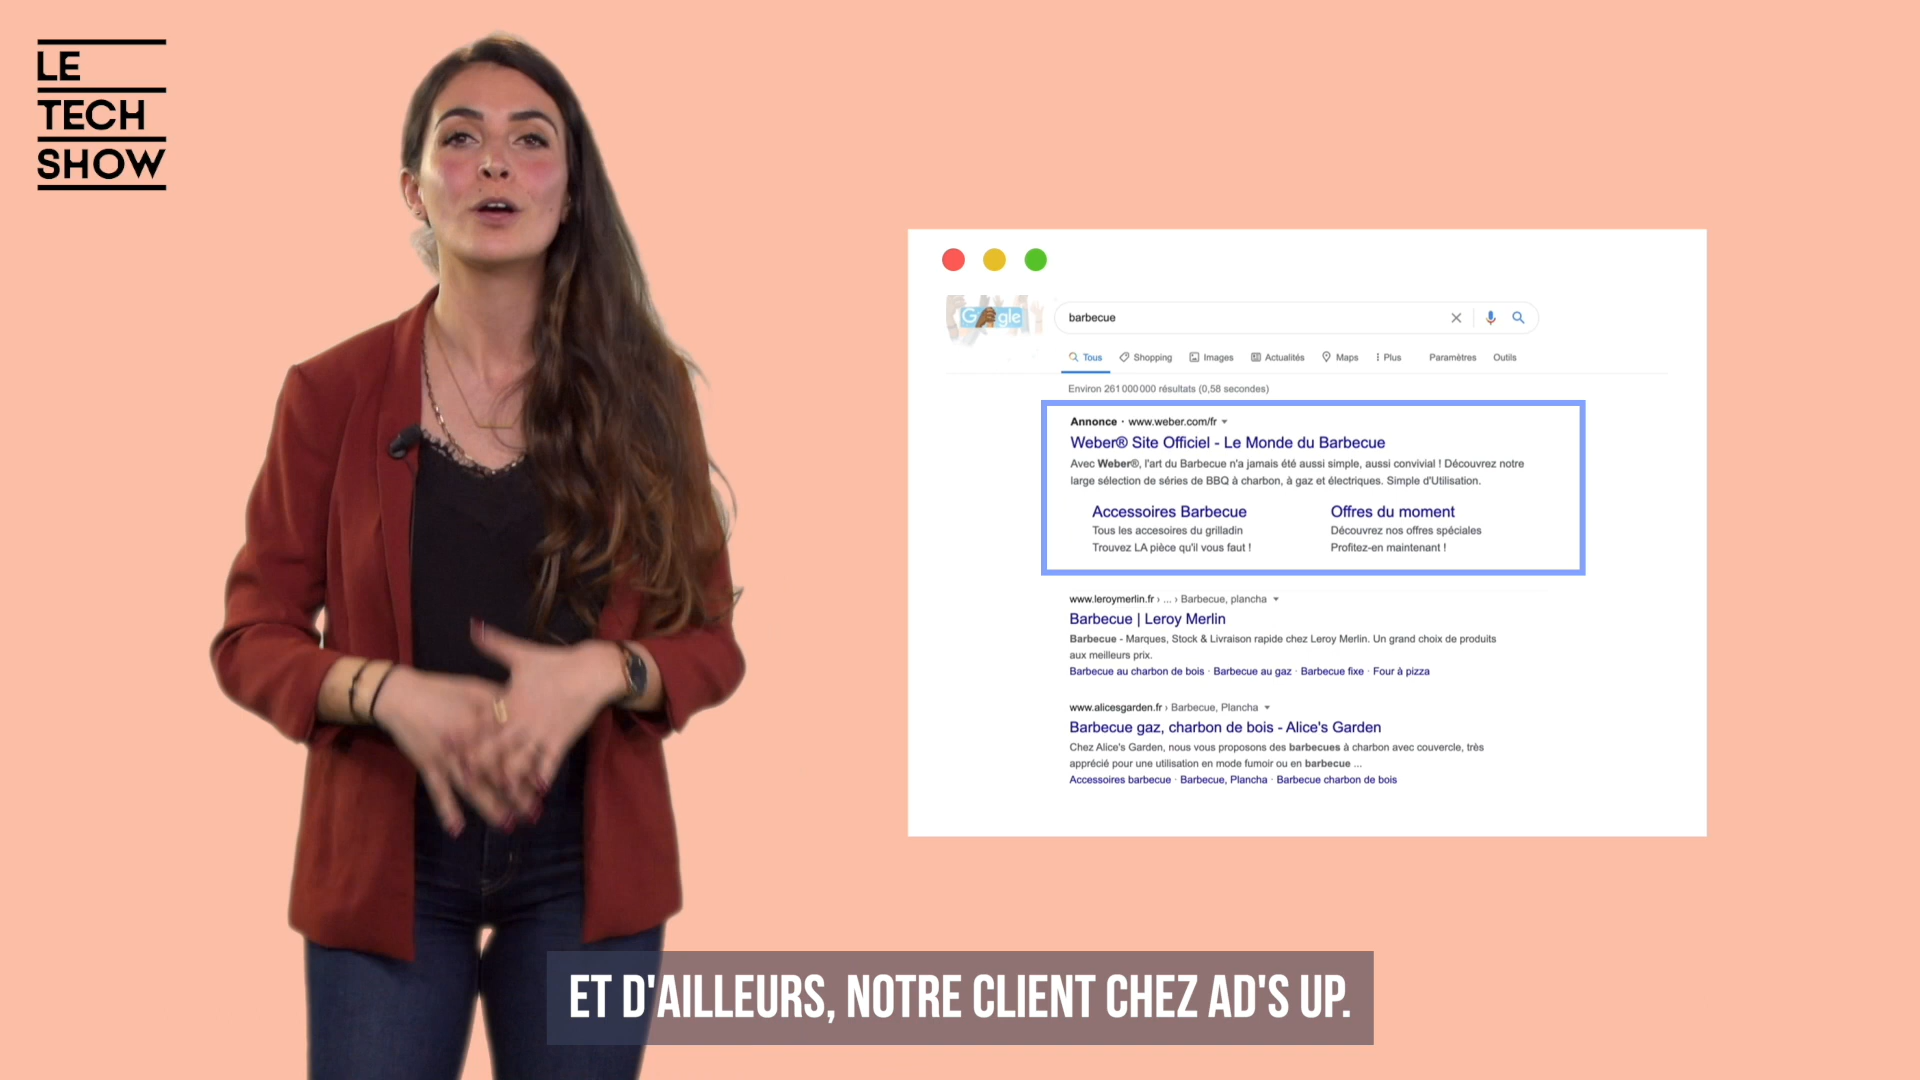 LE
TECH
SHOW
Google
barbecue
Tous Shopping Images Actualités Maps Plus Paramètres Outils
Environ 261 000 000 résultats (0,58 secondes)
Annonce · www.weber.com/fr
Weber® Site Officiel - Le Monde du Barbecue
Avec Weber®, l'art du Barbecue n'a jamais été aussi simple, aussi convivial ! Découvrez notre
large sélection de séries de BBQ à charbon, à gaz et électriques. Simple d'Utilisation.
Accessoires Barbecue
Tous les accesoires du grilladin
Trouvez LA pièce qu'il vous faut !
Offres du moment
Découvrez nos offres spéciales
Profitez-en maintenant !
www.leroymerlin.fr › ... › Barbecue, plancha
Barbecue | Leroy Merlin
Barbecue - Marques, Stock & Livraison rapide chez Leroy Merlin. Un grand choix de produits
aux meilleurs prix.
Barbecue au charbon de bois · Barbecue au gaz · Barbecue fixe · Four à pizza
www.alicesgarden.fr › Barbecue, Plancha
Barbecue gaz, charbon de bois - Alice's Garden
Chez Alice's Garden, nous vous proposons des barbecues à charbon avec couvercle, très
apprécié pour une utilisation en mode fumoir ou en barbecue ...
Accessoires barbecue · Barbecue, Plancha · Barbecue charbon de bois
ET D'AILLEURS, NOTRE CLIENT CHEZ AD'S UP.